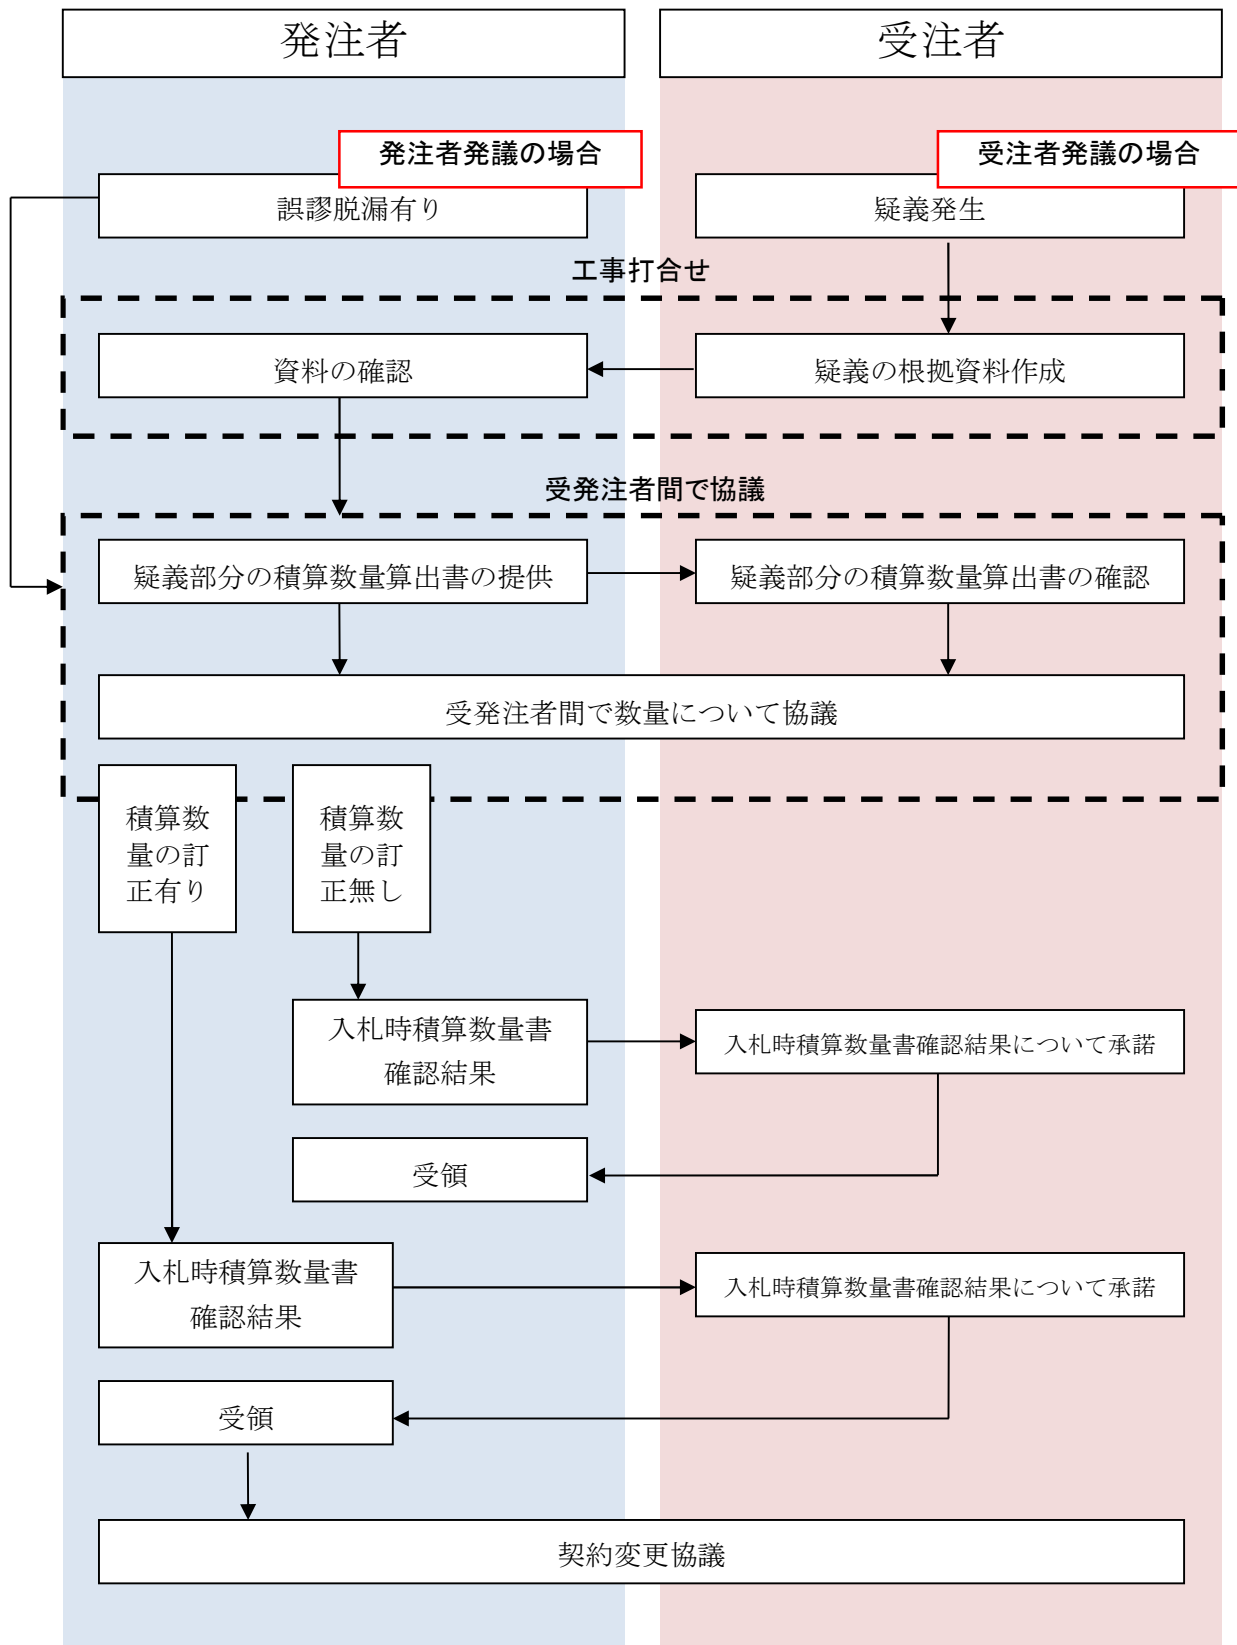 発注者
受注者
発注者発議の場合
受注者発議の場合
誤謬脱漏有り
疑義発生
工事打合せ
資料の確認
疑義の根拠資料作成
受発注者間で協議
疑義部分の積算数量算出書の提供
疑義部分の積算数量算出書の確認
受発注者間で数量について協議
積算数
量の訂
正有り
積算数
量の訂
正無し
入札時積算数量書
確認結果
入札時積算数量書確認結果について承諾
受領
入札時積算数量書
確認結果
入札時積算数量書確認結果について承諾
受領
契約変更協議